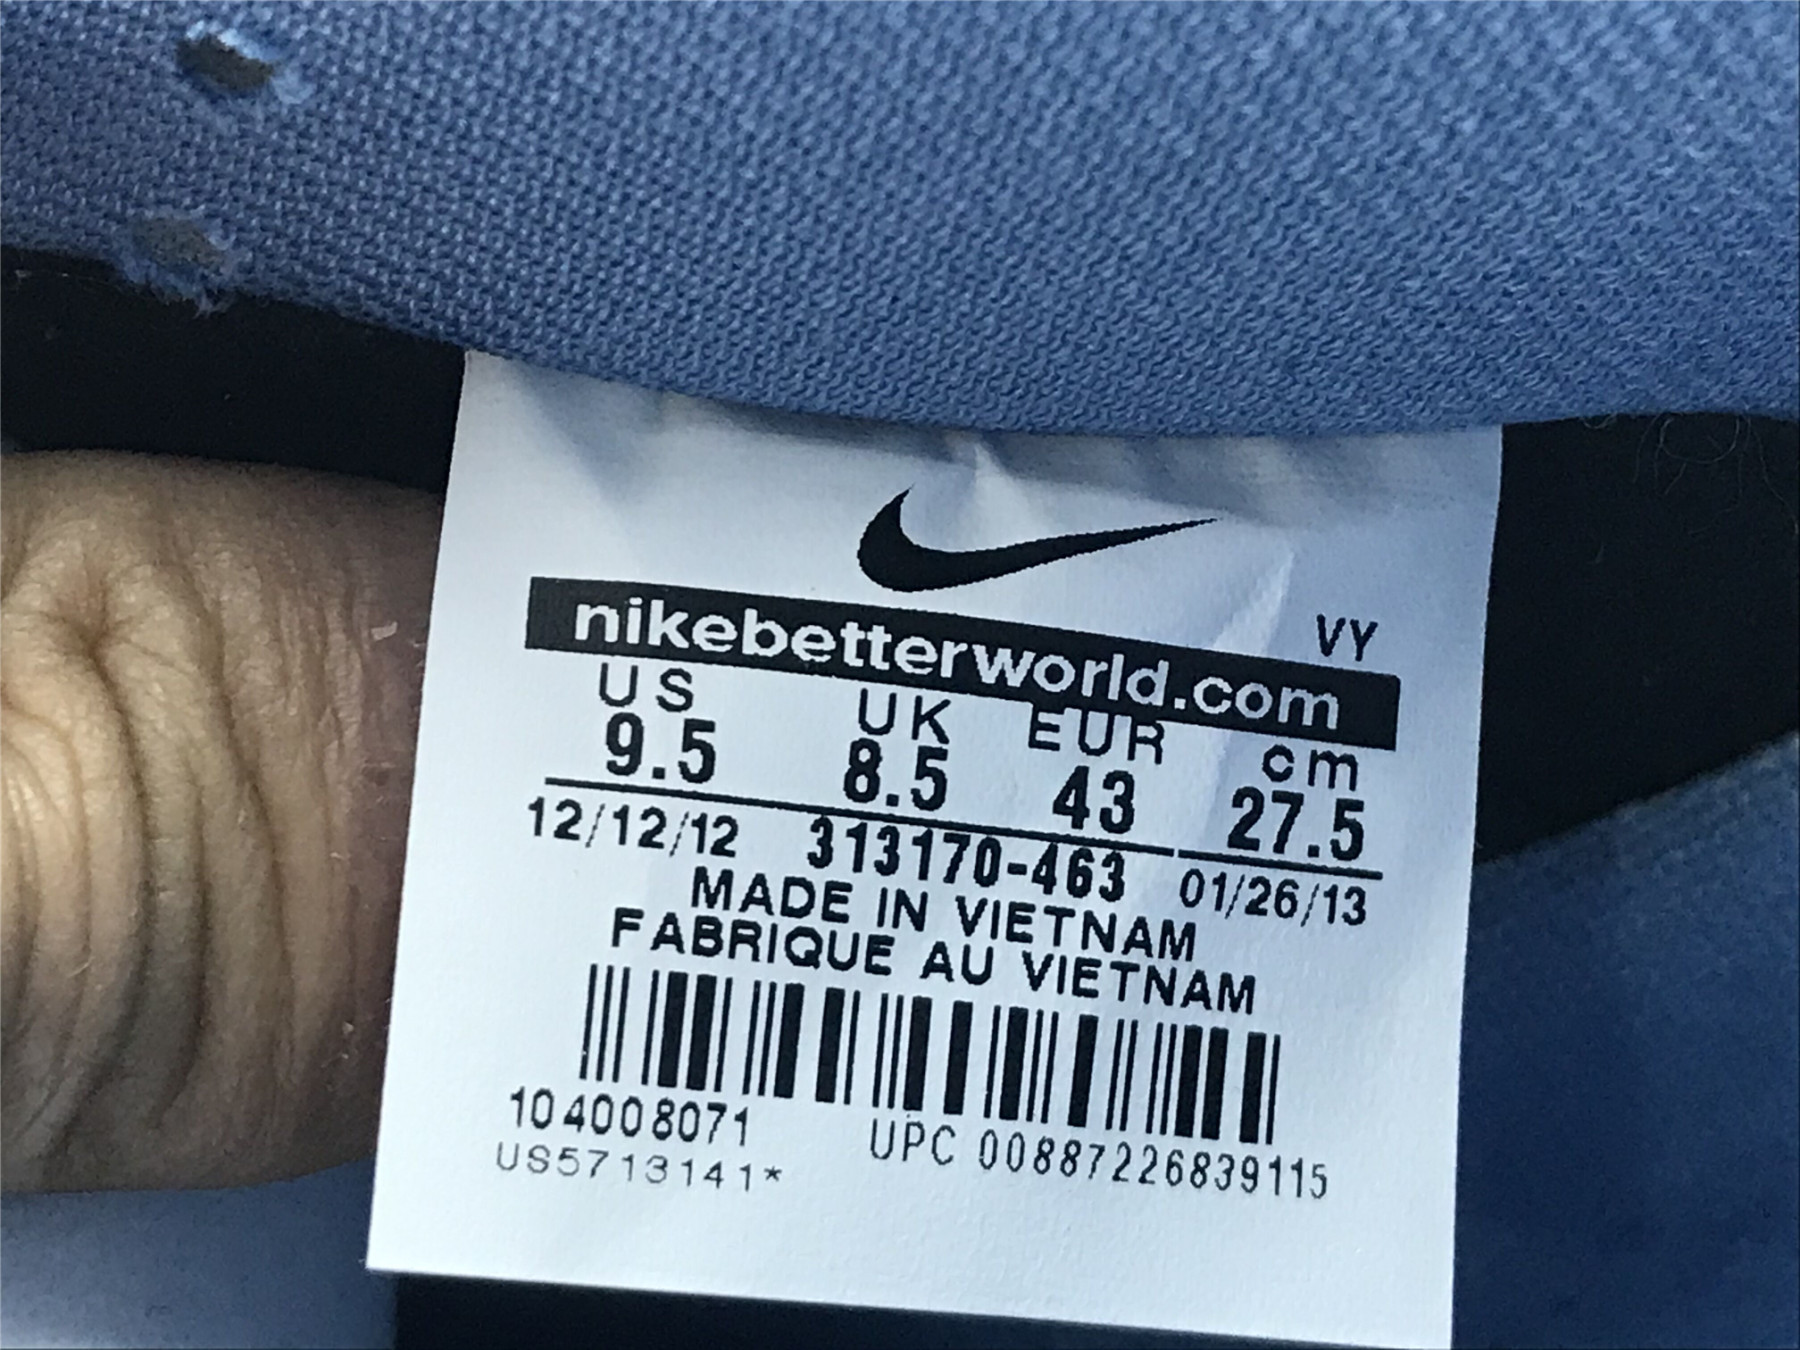 VY
nikebetterworld.com
US UK EUR cm
9.5 8.5 43 27.5
12/12/12 313170-463 01/26/13
MADE IN VIETNAM
FABRIQUE AU VIETNAM
104008071 UPC 00887226839115
US5713141*